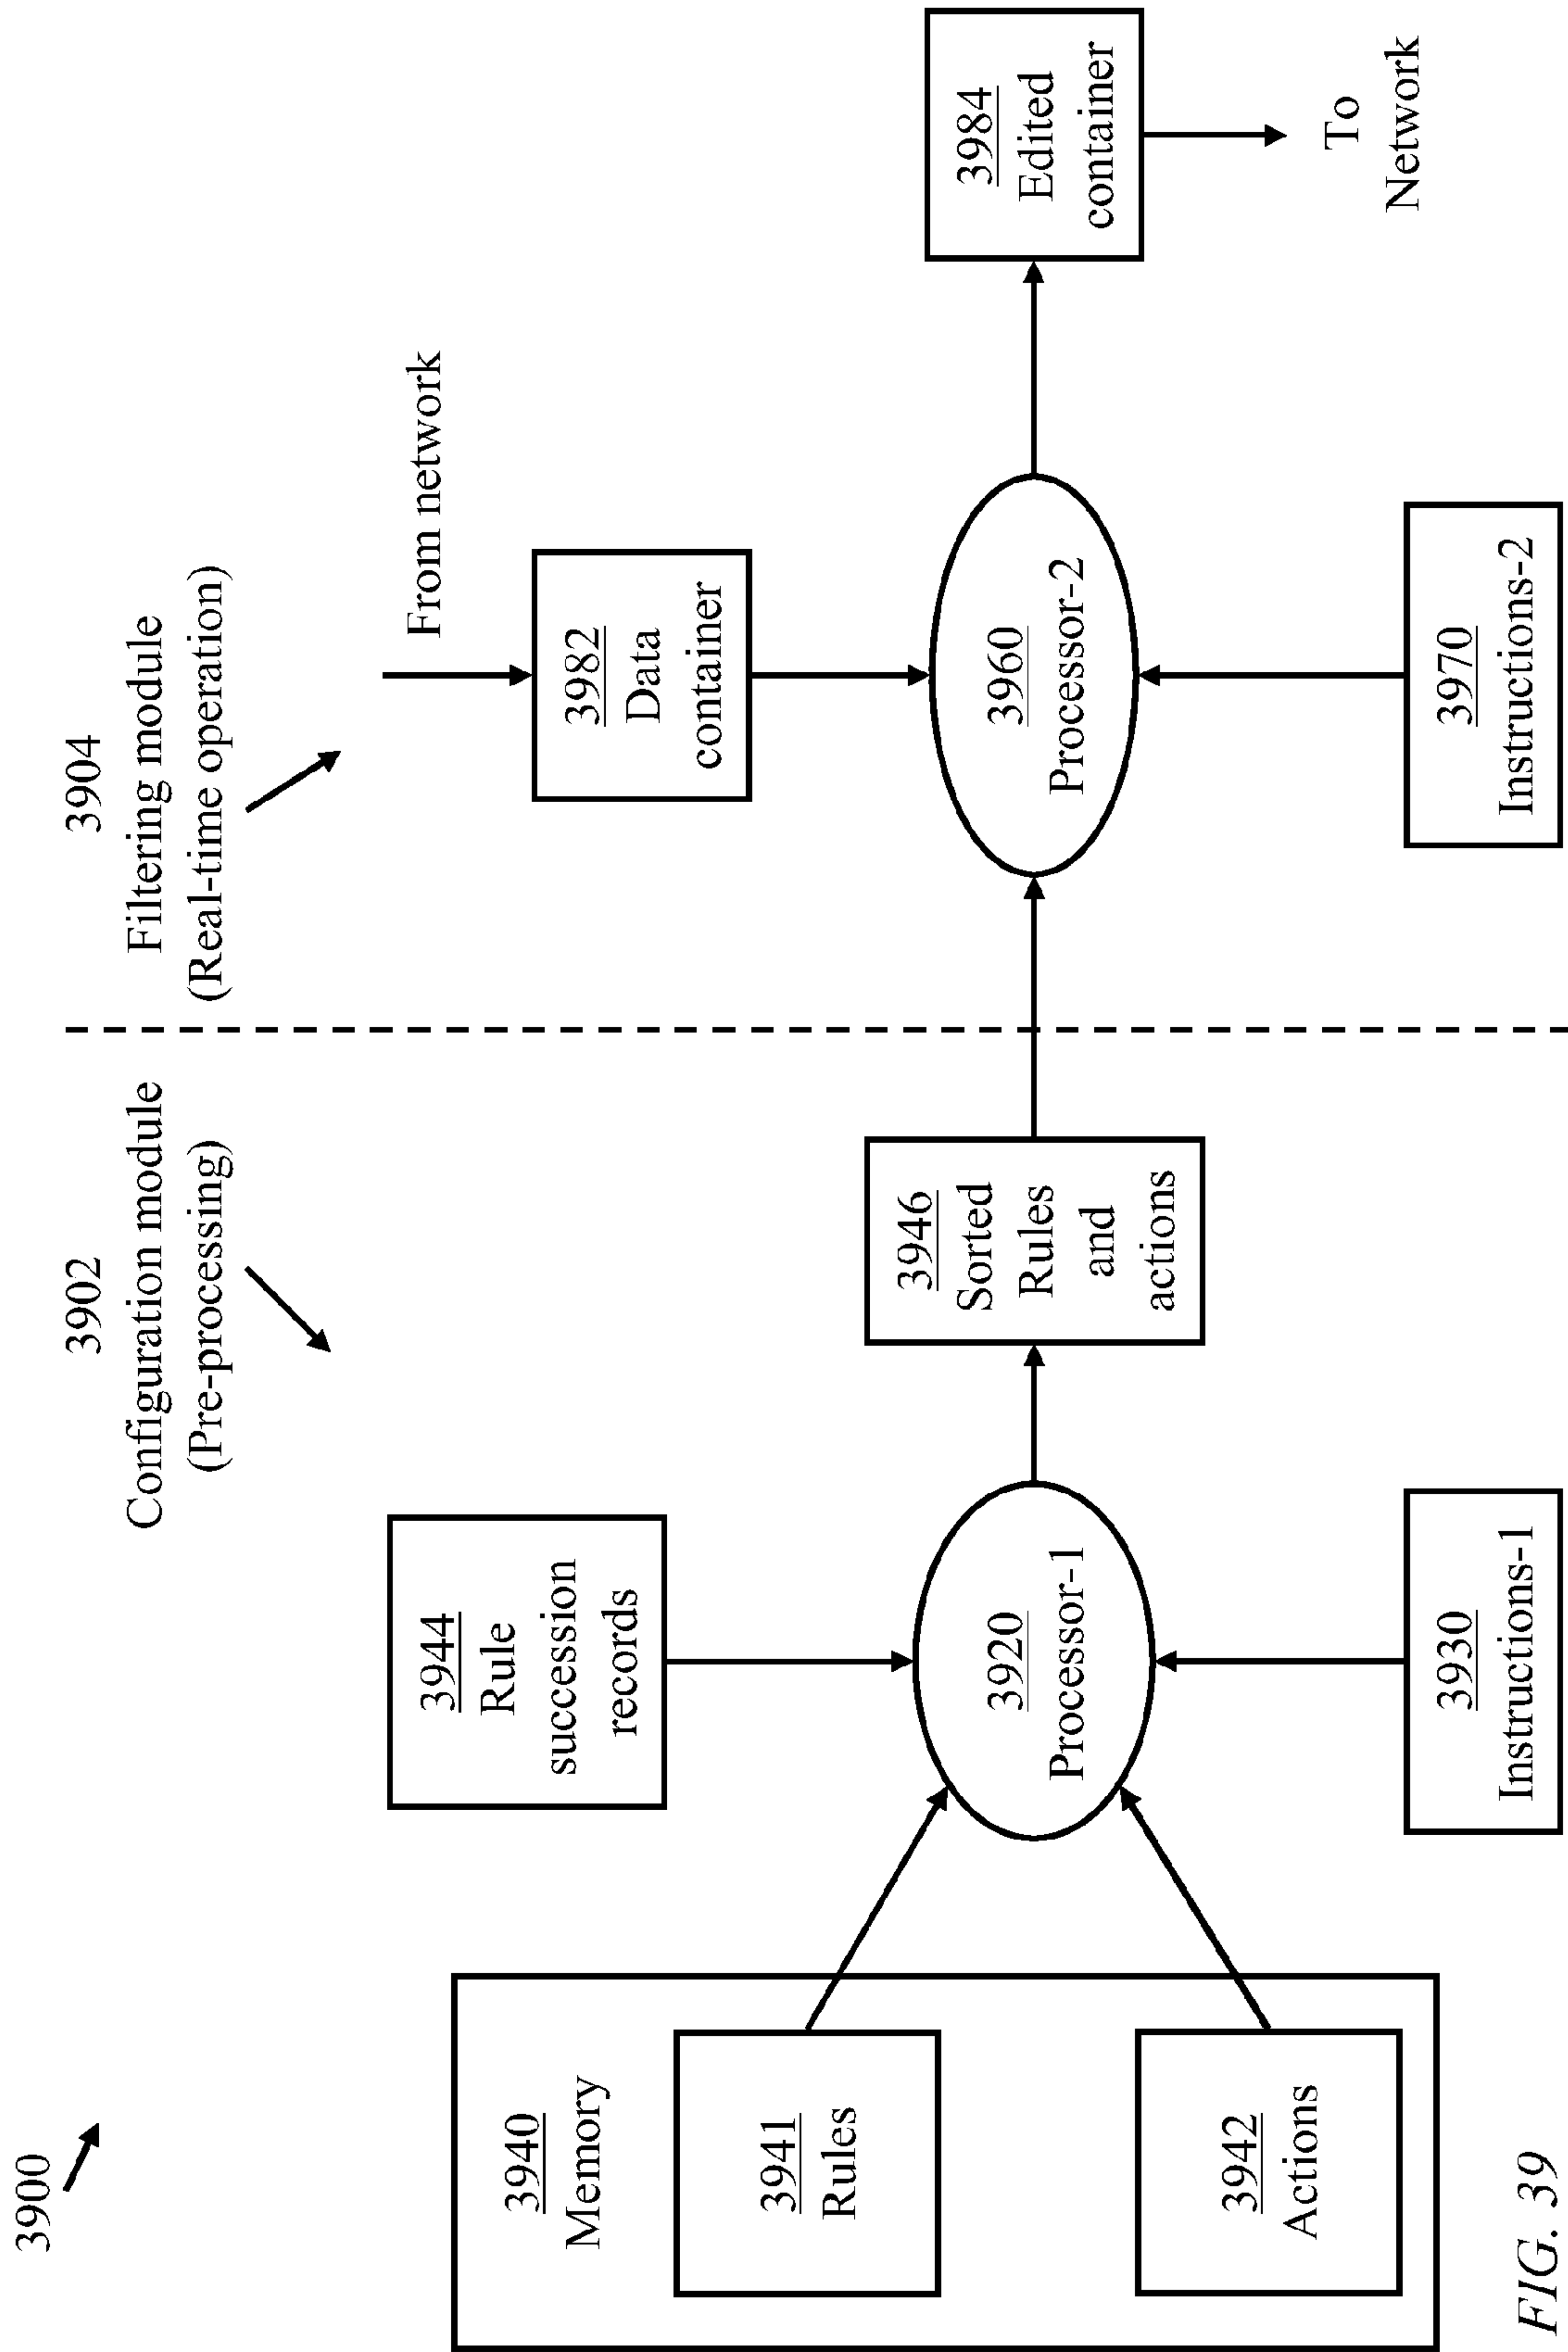 3900
3902
Configuration module
(Pre-processing)
3904
Filtering module
(Real-time operation)
From network
3940
Memory
3941
Rules
3942
Actions
3944
Rule
succession
records
3920
Processor-1
3930
Instructions-1
3946
Sorted
Rules
and
actions
3982
Data
container
3960
Processor-2
3970
Instructions-2
3984
Edited
container
To
Network
FIG. 39